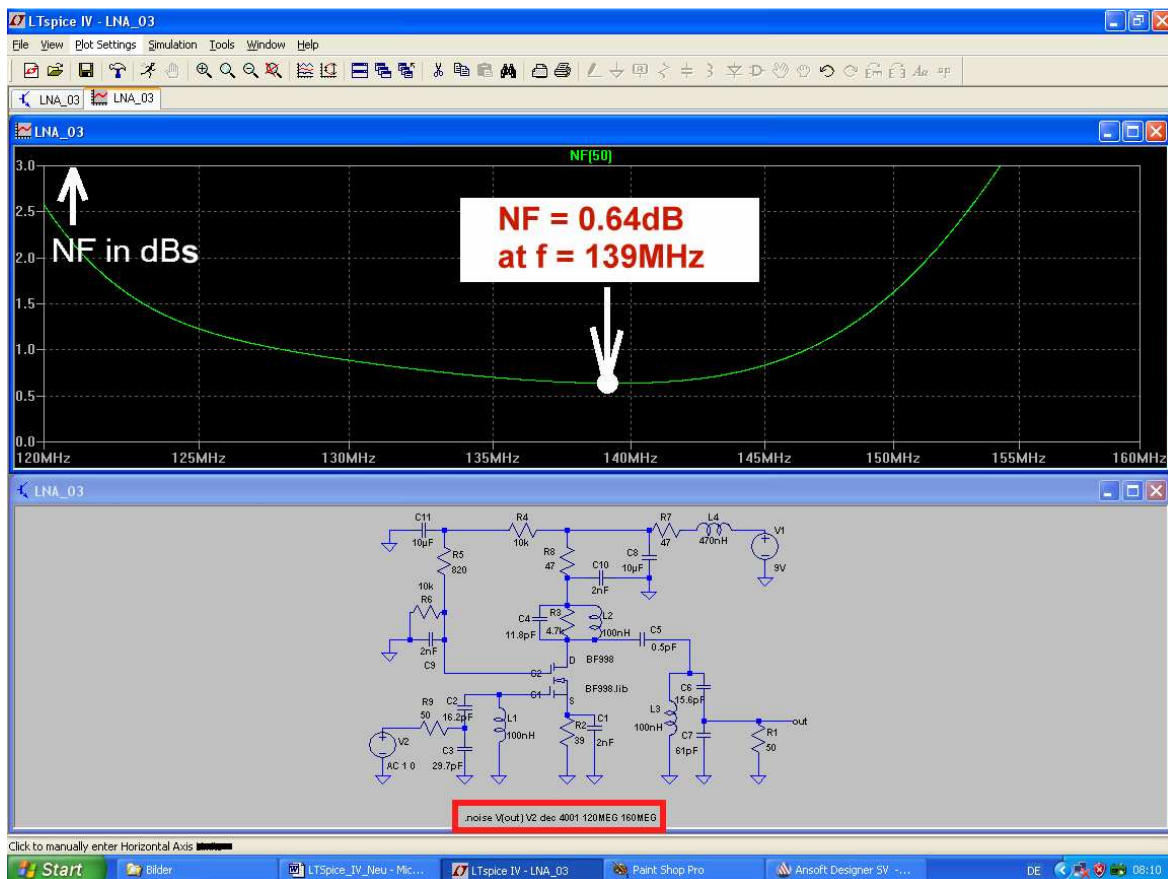 LTspice IV - LNA_03
File View Plot Settings Simulation Tools Window Help
LNA_03 LNA_03
LNA_03
NF(50)
3.0
2.5
2.0
1.5
1.0
0.5
0.0
NF in dBs
NF = 0.64dB
at f = 139MHz
120MHz 125MHz 130MHz 135MHz 140MHz 145MHz 150MHz 155MHz 160MHz
LNA_03
C11
10µF
R4
10k
R7
47
L4
470nH
V1
9V
R5
820
R8
47
C8
10µF
C10
2nF
10k
R6
2nF
C9
C4
11.8pF
R3
4.7k
L2
100nH
C5
0.5pF
D BF998
G2
G1
BF998.lib
S
R9
50
C2
16.2pF
L1
100nH
R2
39
C1
2nF
V2
AC 1 0
C3
29.7pF
C6
15.6pF
L3
100nH
C7
61pF
out
R1
50
.noise V(out) V2 dec 4001 120MEG 160MEG
Click to manually enter Horizontal Axis
Start Bilder LTSpice_IV_Neu - Mic... LTspice IV - LNA_03 Paint Shop Pro Ansoft Designer SV -... DE 08:10